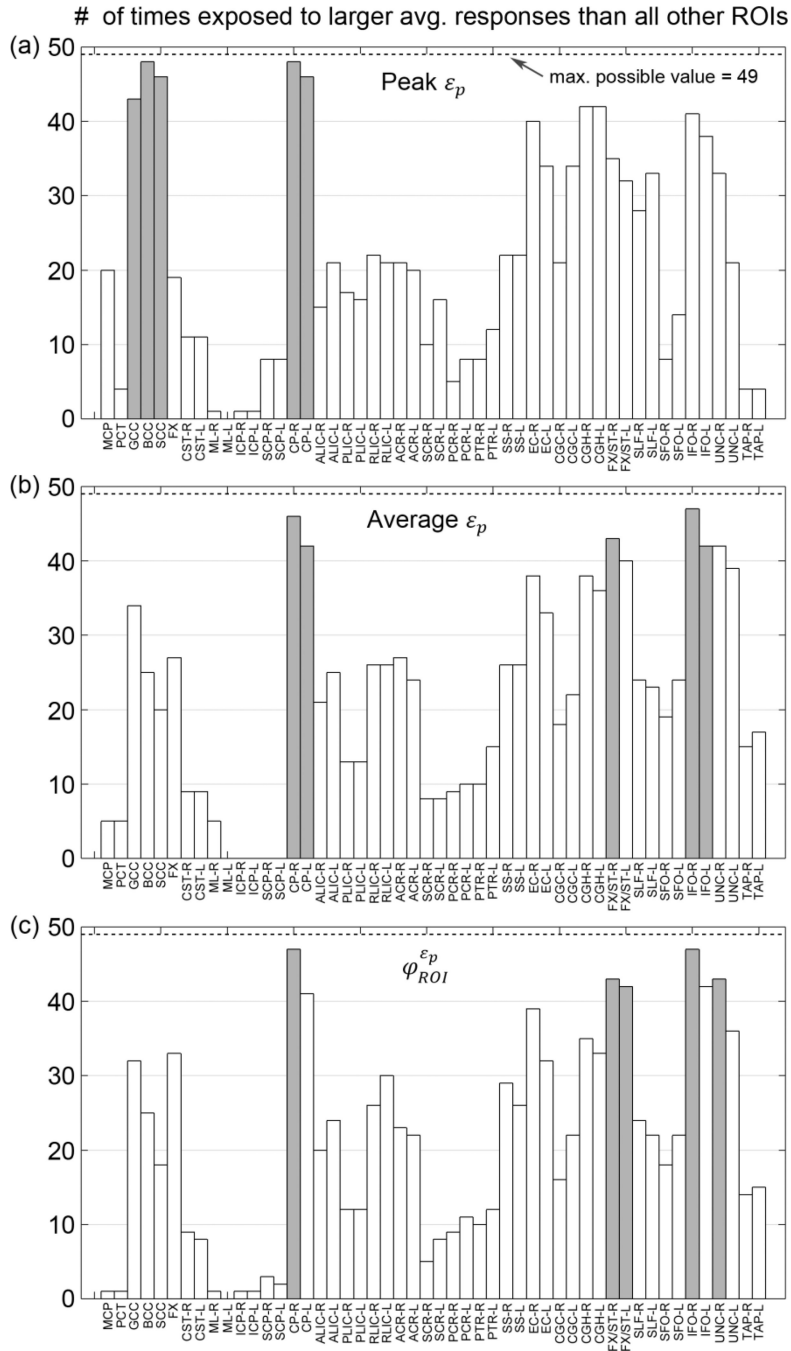 # of times exposed to larger avg. responses than all other ROIs
(a)
50
40
30
20
10
0
Peak εp
max. possible value = 49
MCP
PCT
GCC
BCC
SCC
FX
CST-R
CST-L
ML-R
ML-L
ICP-R
ICP-L
SCP-R
SCP-L
CP-R
CP-L
ALIC-R
ALIC-L
PLIC-R
PLIC-L
RLIC-R
RLIC-L
ACR-R
ACR-L
SCR-R
SCR-L
PCR-R
PCR-L
PTR-R
PTR-L
SS-R
SS-L
EC-R
EC-L
CGC-R
CGC-L
CGH-R
CGH-L
FX/ST-R
FX/ST-L
SLF-R
SLF-L
SFO-R
SFO-L
IFO-R
IFO-L
UNC-R
UNC-L
TAP-R
TAP-L
(b)
50
40
30
20
10
0
Average εp
MCP
PCT
GCC
BCC
SCC
FX
CST-R
CST-L
ML-R
ML-L
ICP-R
ICP-L
SCP-R
SCP-L
CP-R
CP-L
ALIC-R
ALIC-L
PLIC-R
PLIC-L
RLIC-R
RLIC-L
ACR-R
ACR-L
SCR-R
SCR-L
PCR-R
PCR-L
PTR-R
PTR-L
SS-R
SS-L
EC-R
EC-L
CGC-R
CGC-L
CGH-R
CGH-L
FX/ST-R
FX/ST-L
SLF-R
SLF-L
SFO-R
SFO-L
IFO-R
IFO-L
UNC-R
UNC-L
TAP-R
TAP-L
(c)
50
40
30
20
10
0
φROI εp
MCP
PCT
GCC
BCC
SCC
FX
CST-R
CST-L
ML-R
ML-L
ICP-R
ICP-L
SCP-R
SCP-L
CP-R
CP-L
ALIC-R
ALIC-L
PLIC-R
PLIC-L
RLIC-R
RLIC-L
ACR-R
ACR-L
SCR-R
SCR-L
PCR-R
PCR-L
PTR-R
PTR-L
SS-R
SS-L
EC-R
EC-L
CGC-R
CGC-L
CGH-R
CGH-L
FX/ST-R
FX/ST-L
SLF-R
SLF-L
SFO-R
SFO-L
IFO-R
IFO-L
UNC-R
UNC-L
TAP-R
TAP-L